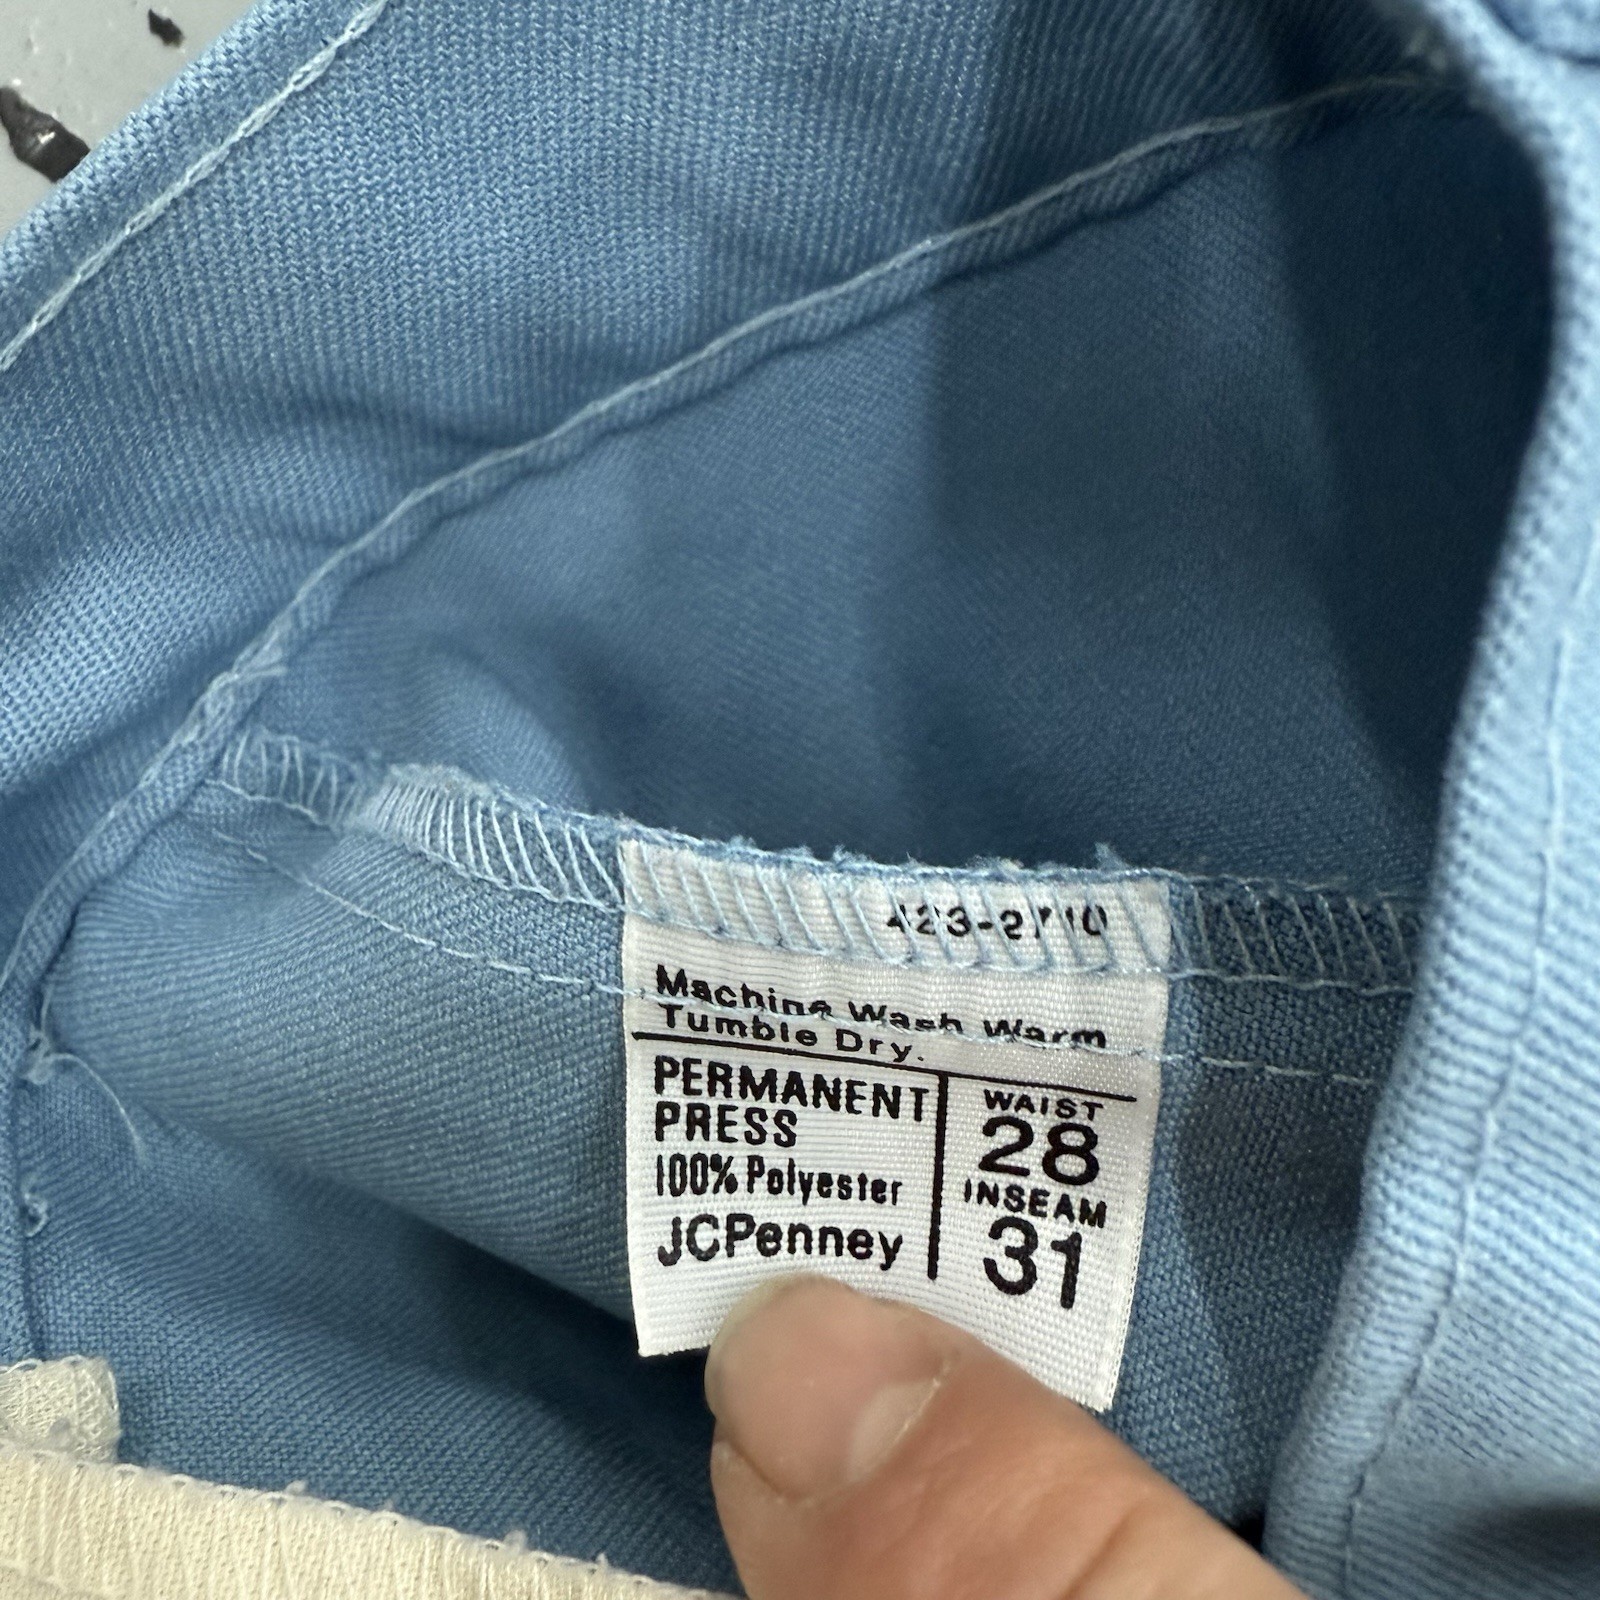 Machine Wash Warm
Tumble Dry.
PERMANENT
PRESS
100% Polyester
JCPenney
WAIST
28
INSEAM
31